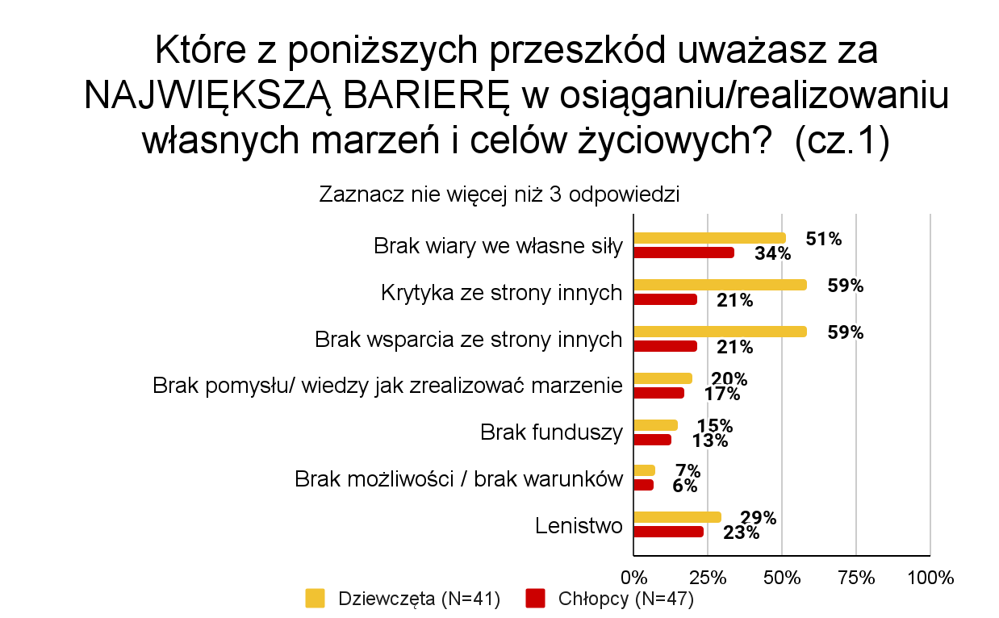 Które z poniższych przeszkód uważasz za
NAJWIĘKSZĄ BARIERĘ w osiąganiu/realizowaniu
własnych marzeń i celów życiowych?  (cz.1)
Zaznacz nie więcej niż 3 odpowiedzi
Brak wiary we własne siły
51%
34%
Krytyka ze strony innych
59%
21%
Brak wsparcia ze strony innych
59%
21%
Brak pomysłu/ wiedzy jak zrealizować marzenie
20%
17%
Brak funduszy
15%
13%
Brak możliwości / brak warunków
7%
6%
Lenistwo
29%
23%
0% 25% 50% 75% 100%
Dziewczęta (N=41) Chłopcy (N=47)